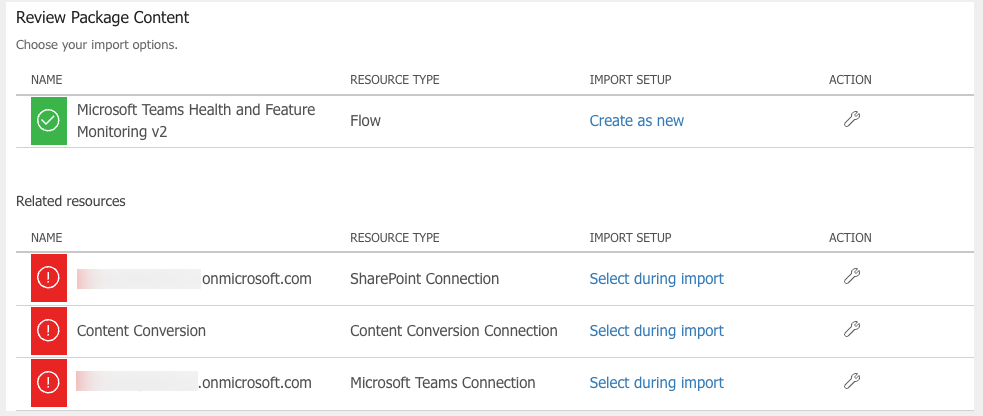 Review Package Content
Choose your import options.
NAME RESOURCE TYPE IMPORT SETUP ACTION
Microsoft Teams Health and Feature
Monitoring v2
Flow Create as new
Related resources
NAME RESOURCE TYPE IMPORT SETUP ACTION
onmicrosoft.com SharePoint Connection Select during import
Content Conversion Content Conversion Connection Select during import
.onmicrosoft.com Microsoft Teams Connection Select during import